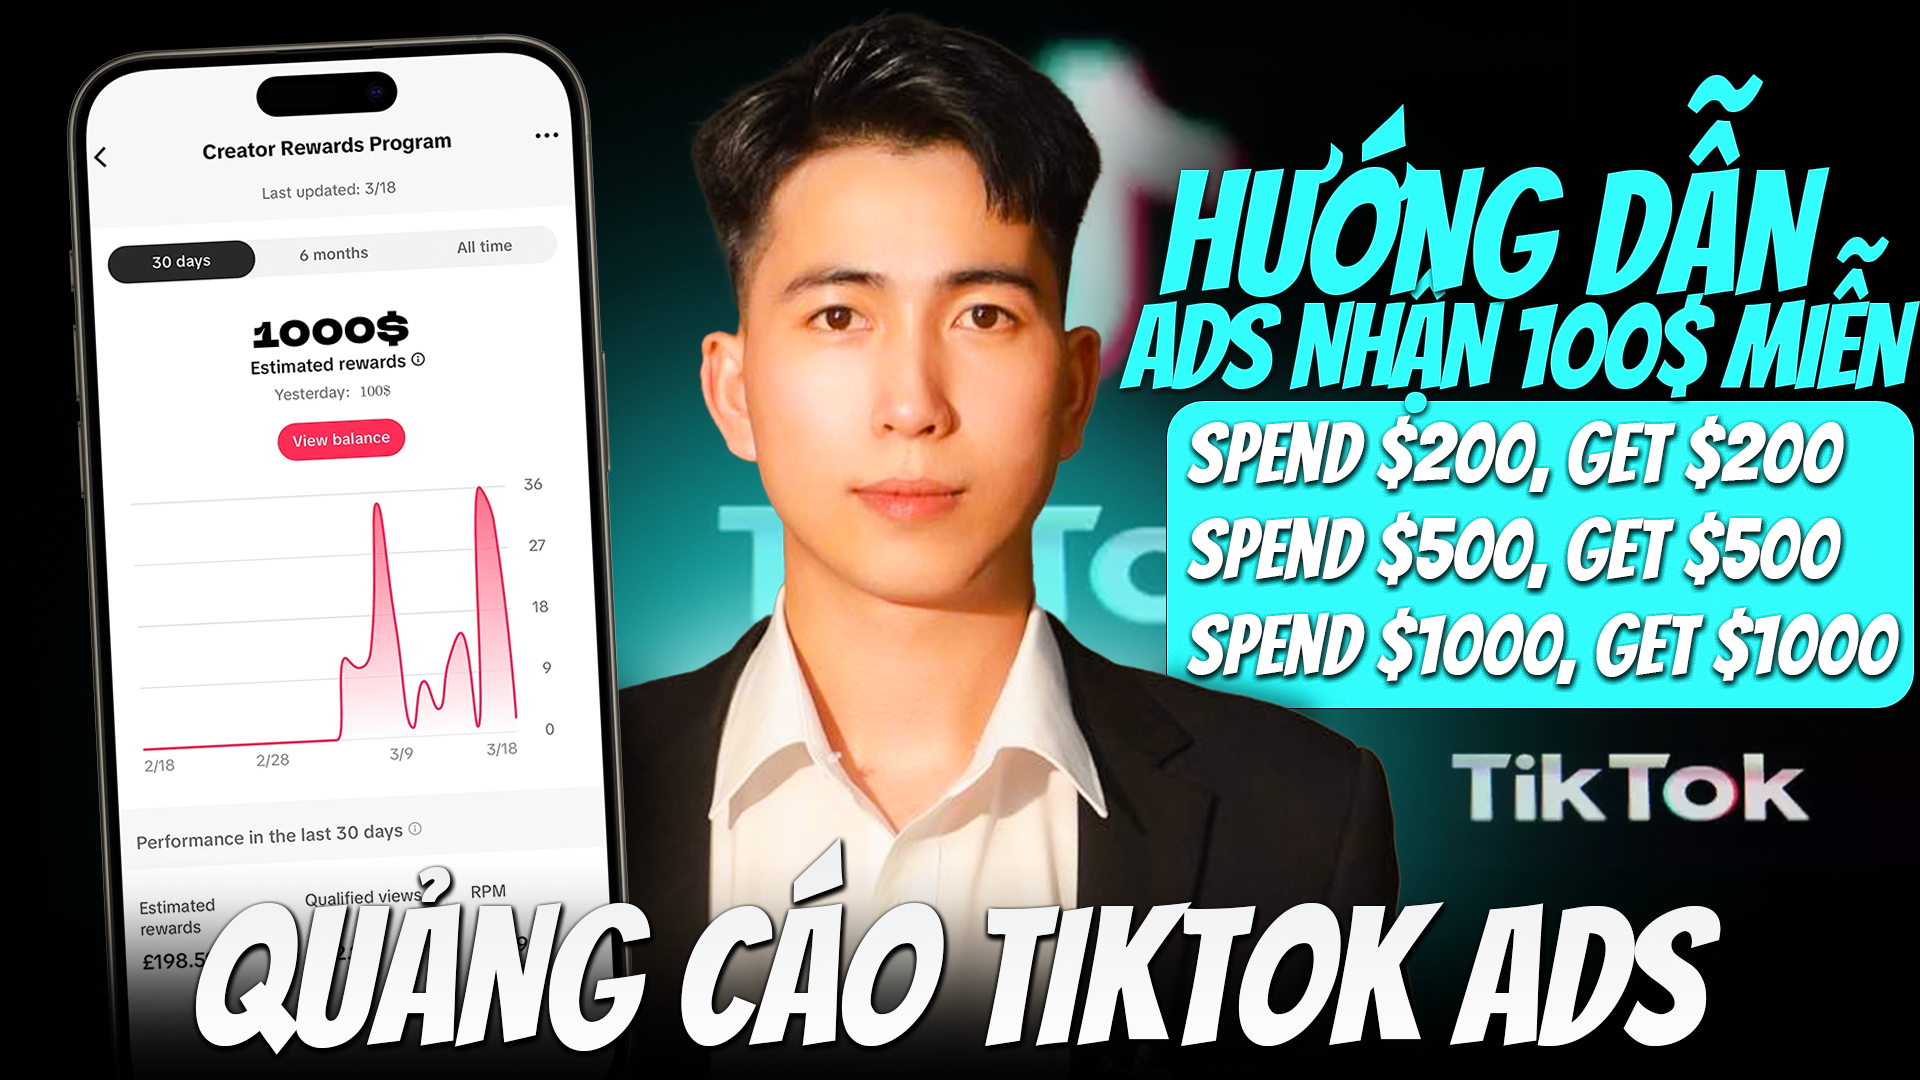 Creator Rewards Program
Last updated: 3/18
30 days
6 months
All time
1000$
Estimated rewards
Yesterday: 100$
View balance
36
27
18
9
0
2/18
2/28
3/9
3/18
Performance in the last 30 days
Estimated rewards
Qualified views
RPM
£198.5
HƯỚNG DẪN
ADS NHẬN 100$ MIỄN
SPEND $200, GET $200
SPEND $500, GET $500
SPEND $1000, GET $1000
TikTok
QUẢNG CÁO TIKTOK ADS